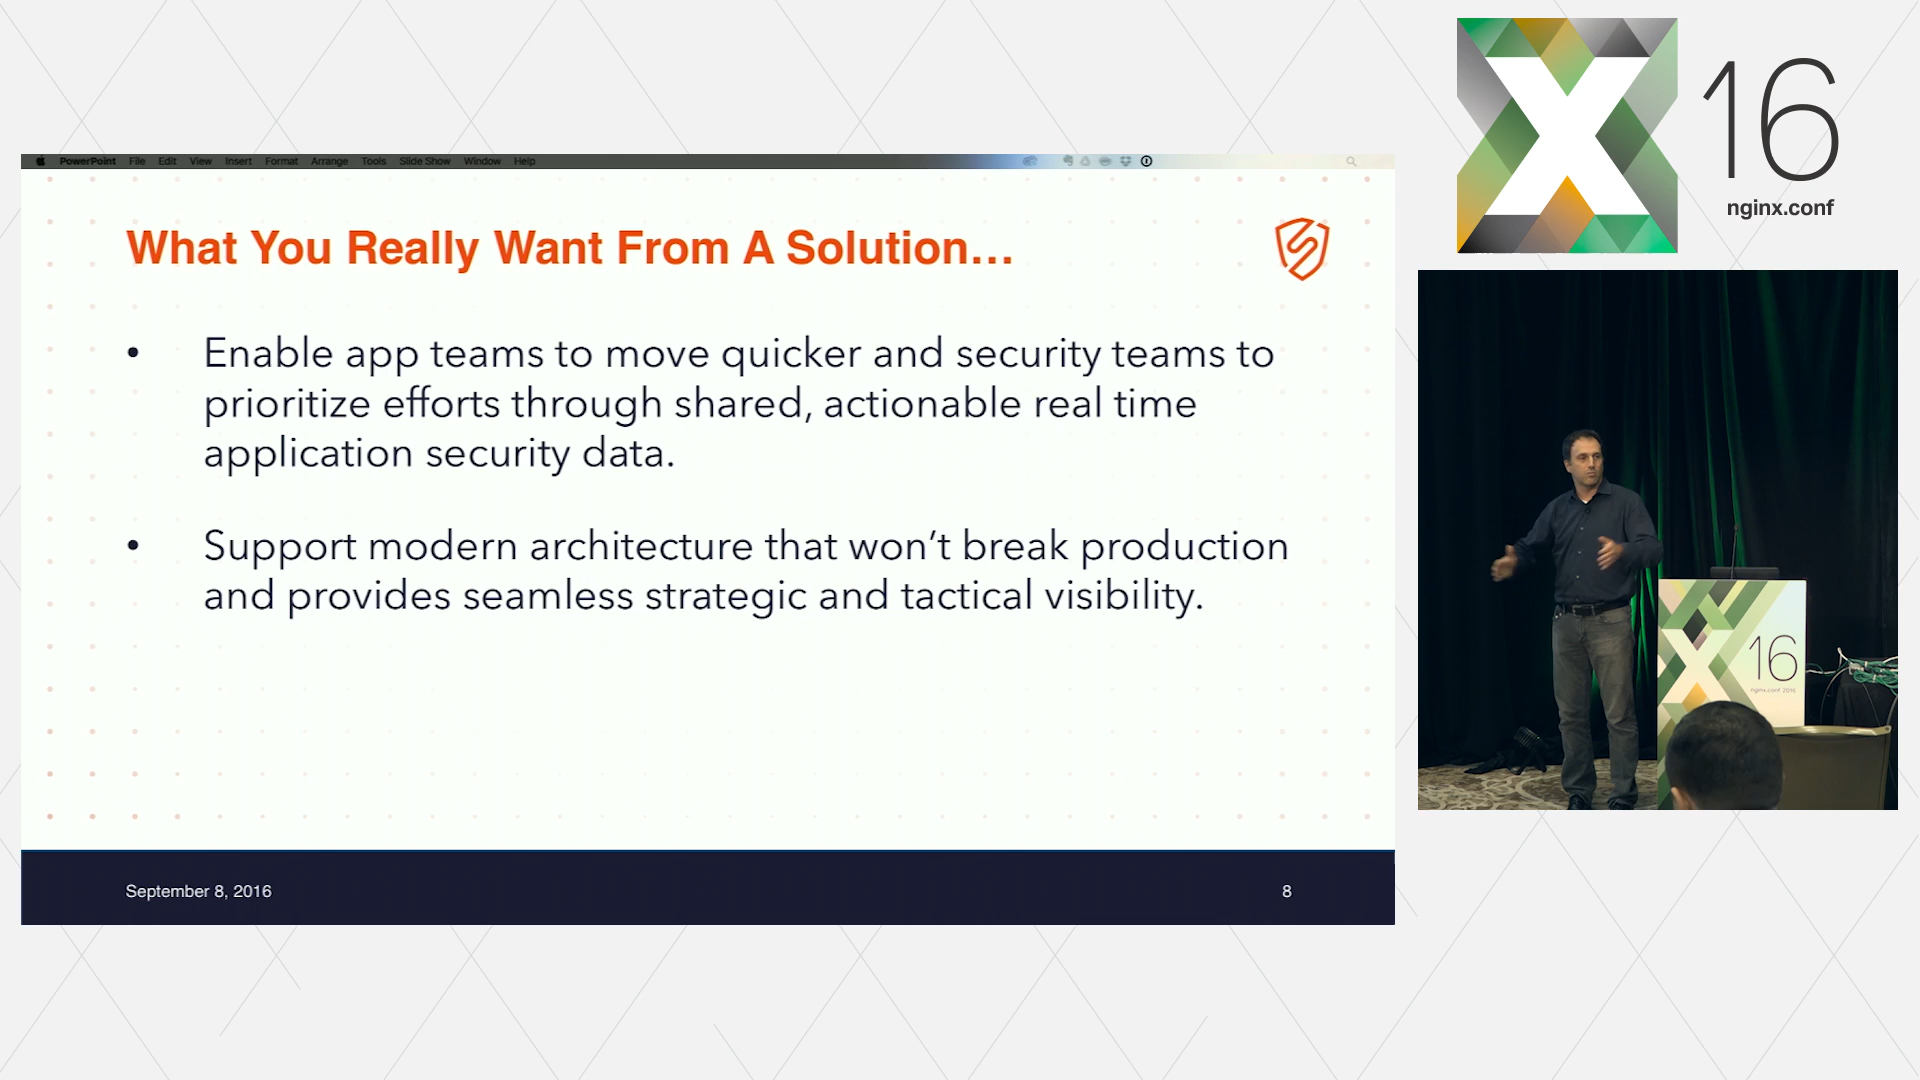 16
nginx.conf
PowerPoint File Edit View Insert Format Arrange Tools Slide Show Window Help
What You Really Want From A Solution…
• Enable app teams to move quicker and security teams to
prioritize efforts through shared, actionable real time
application security data.
• Support modern architecture that won’t break production
and provides seamless strategic and tactical visibility.
September 8, 2016
8
16
nginx.conf 2016